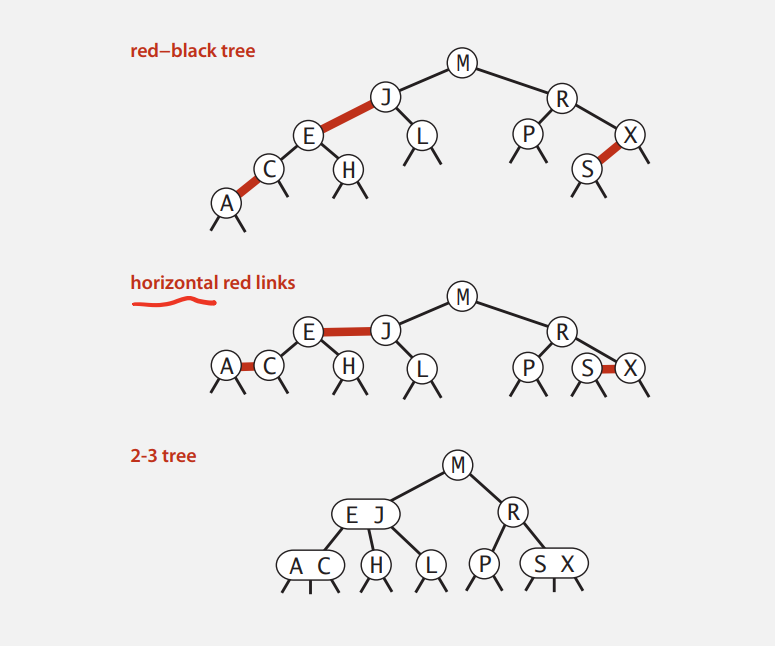 red–black tree
M
J R
E L P X
C H S
A
horizontal red links
M
E J R
A C H L P S X
2-3 tree
M
E J R
A C H L P S X